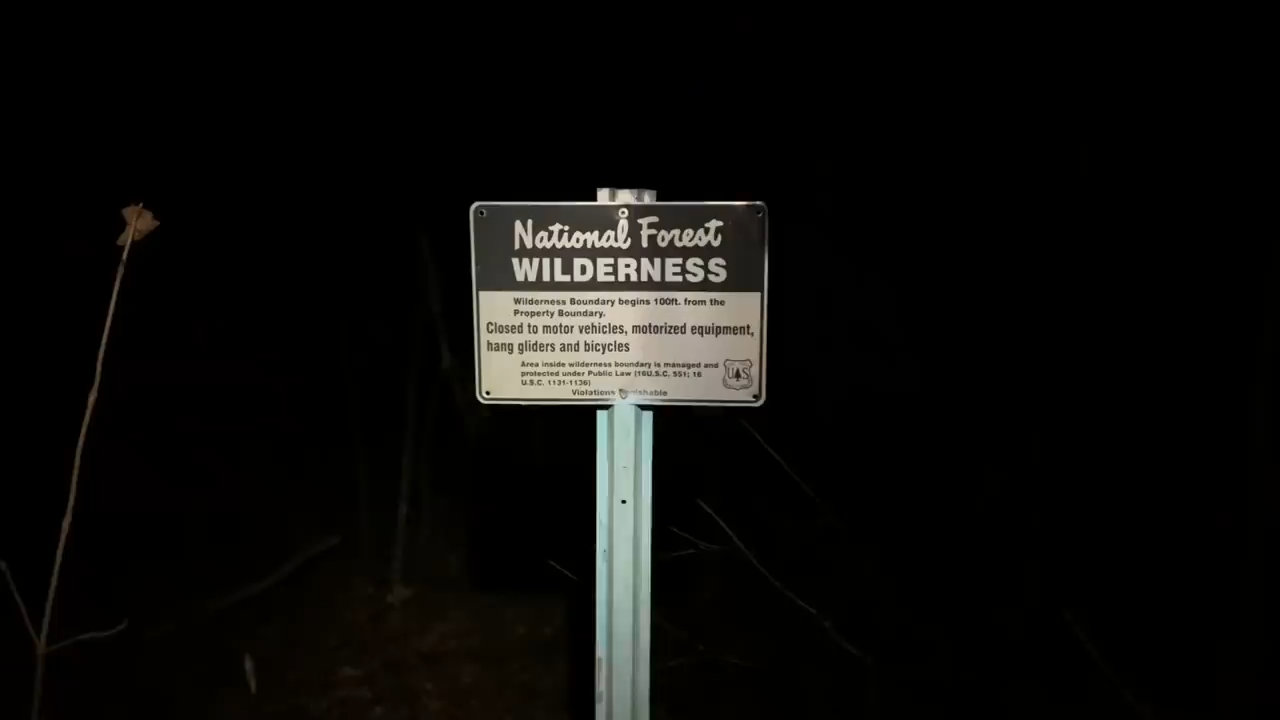 National Forest
WILDERNESS
Wilderness Boundary begins 100ft. from the
Property Boundary.
Closed to motor vehicles, motorized equipment,
hang gliders and bicycles
Area inside wilderness boundary is managed and
protected under Public Law (16U.S.C. 551; 16
U.S.C. 1131-1136)
Violations Punishable
U S